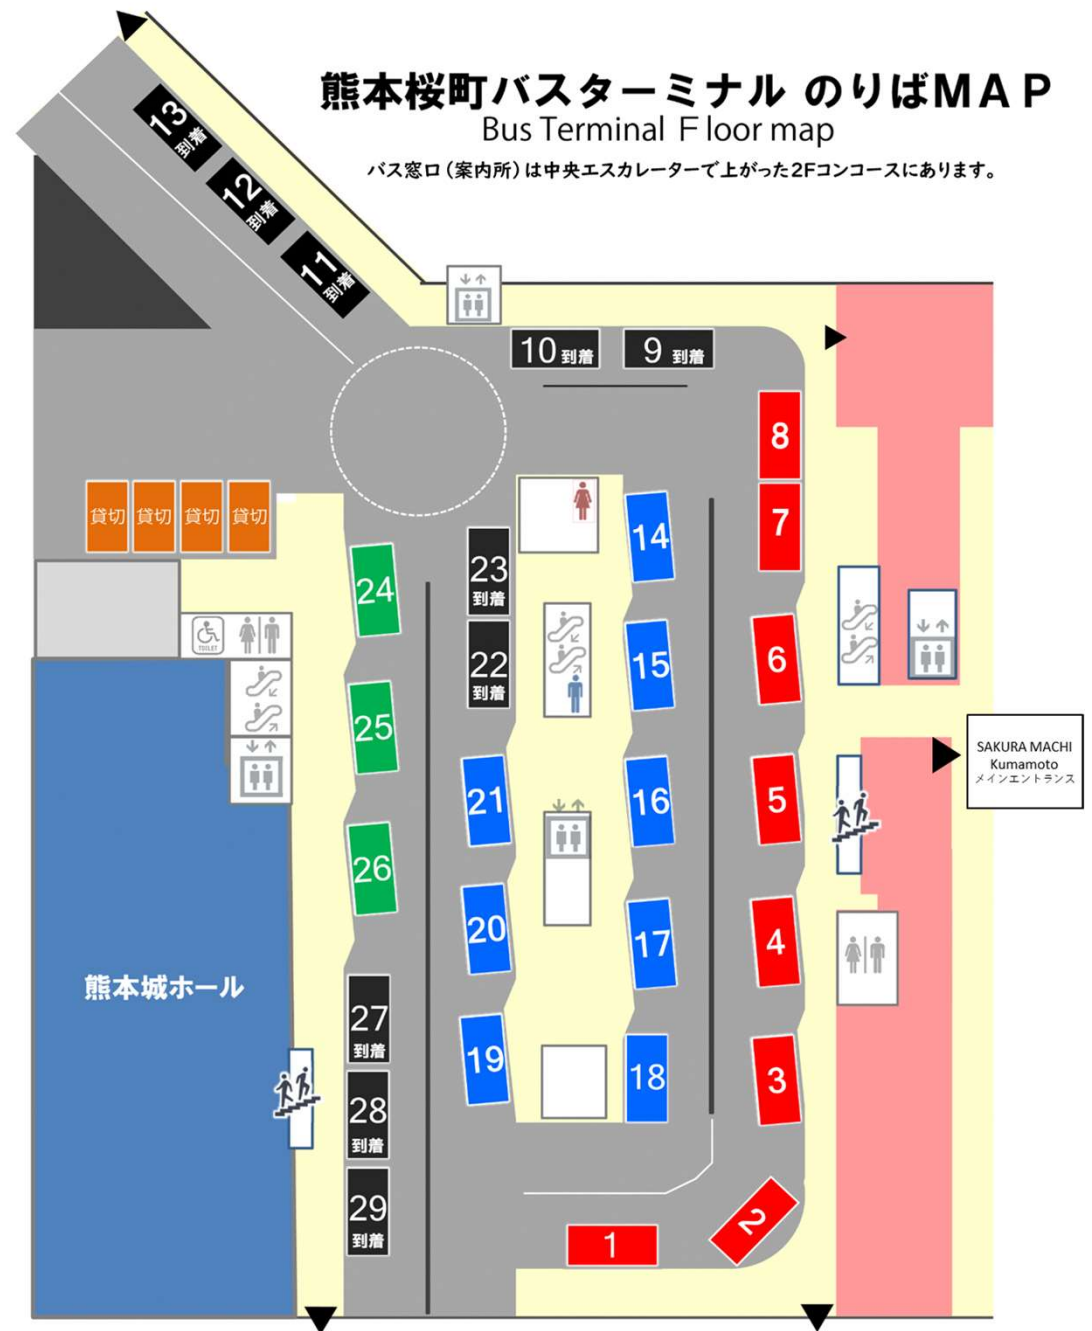 熊本桜町バスターミナル のりばMAP
Bus Terminal Floor map
バス窓口（案内所）は中央エスカレーターで上がった2Fコンコースにあります。
13 到着
12 到着
11 到着
10 到着
9 到着
8
7
6
5
4
3
2
1
貸切
貸切
貸切
貸切
14
15
16
17
18
23
到着
22
到着
21
20
19
24
25
26
27
到着
28
到着
29
到着
TOILET
熊本城ホール
SAKURA MACHI
Kumamoto
メインエントランス